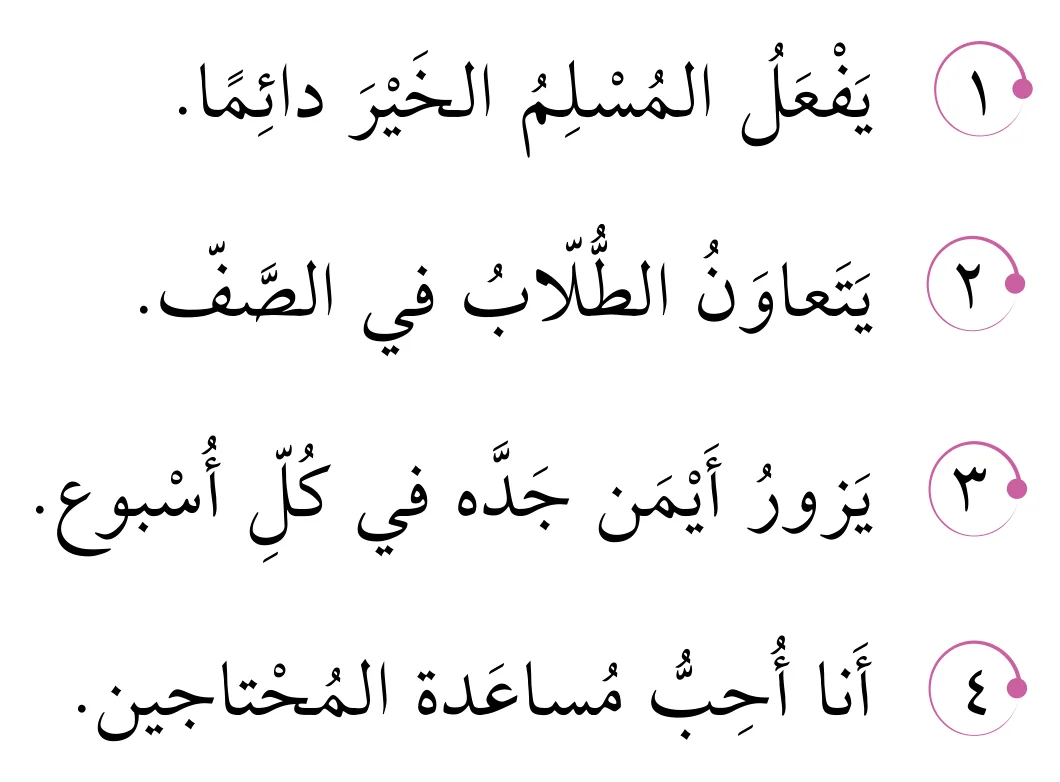 ١ يَفْعَلُ المُسْلِمُ الخَيْرَ دائِمًا.
٢ يَتَعاوَنُ الطُّلّابُ في الصَّفّ.
٣ يَزورُ أَيْمَن جَدَّه في كُلِّ أُسْبوع.
٤ أَنا أُحِبُّ مُساعَدة المُحْتاجين.